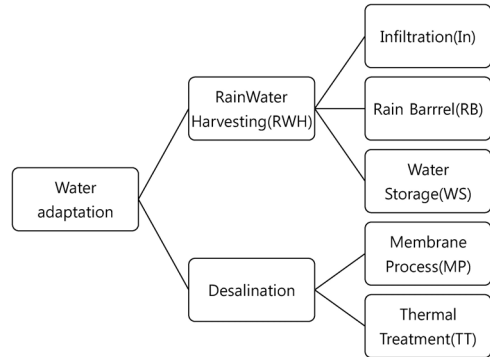 Water
adaptation
RainWater
Harvesting(RWH)
Desalination
Infiltration(In)
Rain Barrrel(RB)
Water
Storage(WS)
Membrane
Process(MP)
Thermal
Treatment(TT)